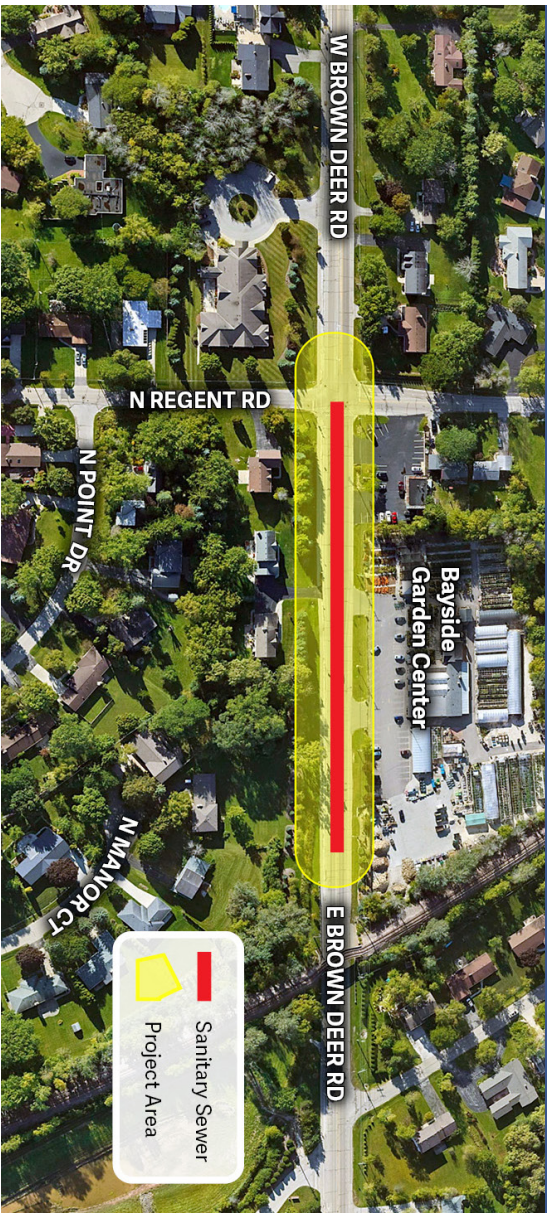 W BROWN DEER RD
N REGENT RD
N POINT DR
Bayside
Garden Center
N MANOR CT
E BROWN DEER RD
Sanitary Sewer
Project Area